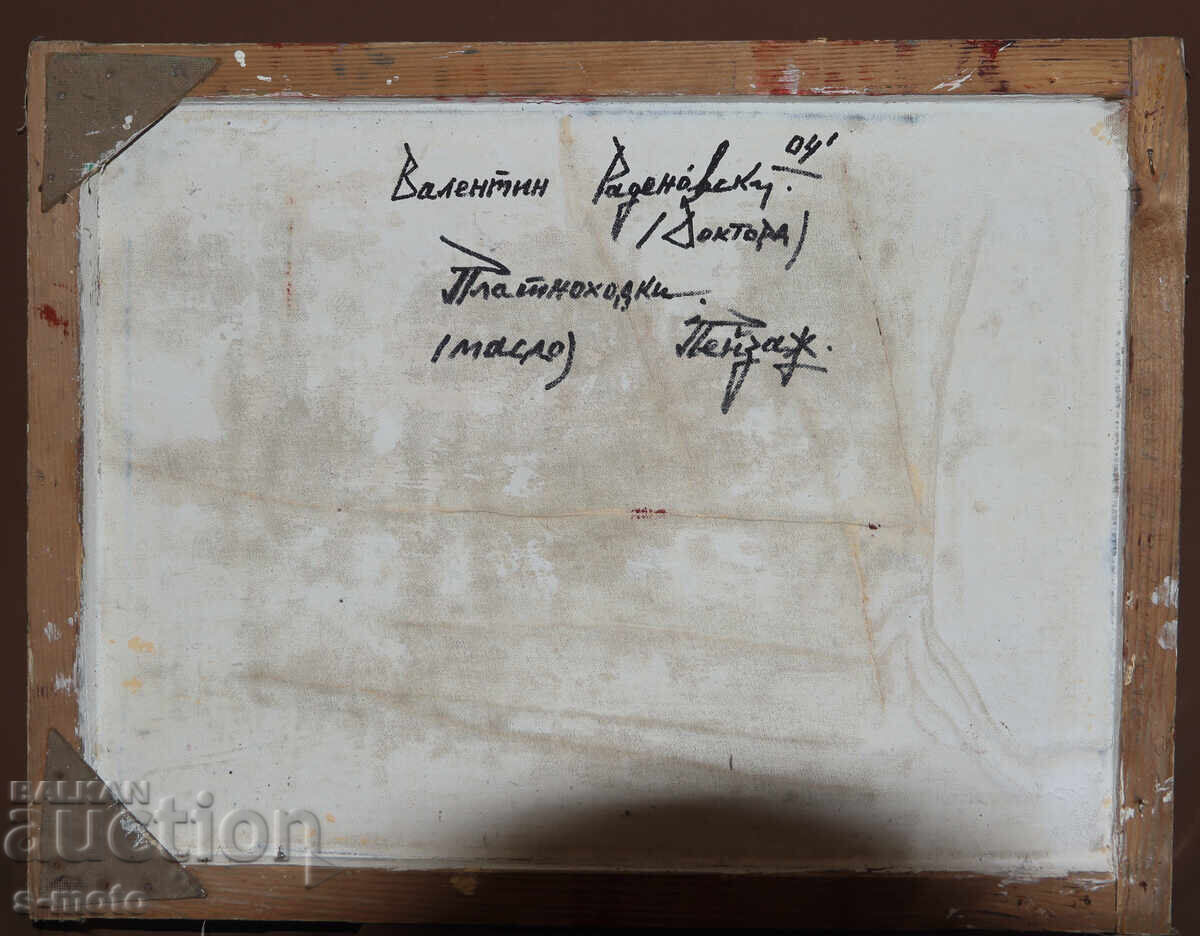 Валентин Раденовски. 04'
/Доктора)
Платноходки.
/масло) Пейзаж.
BALKAN
auction
s-moto